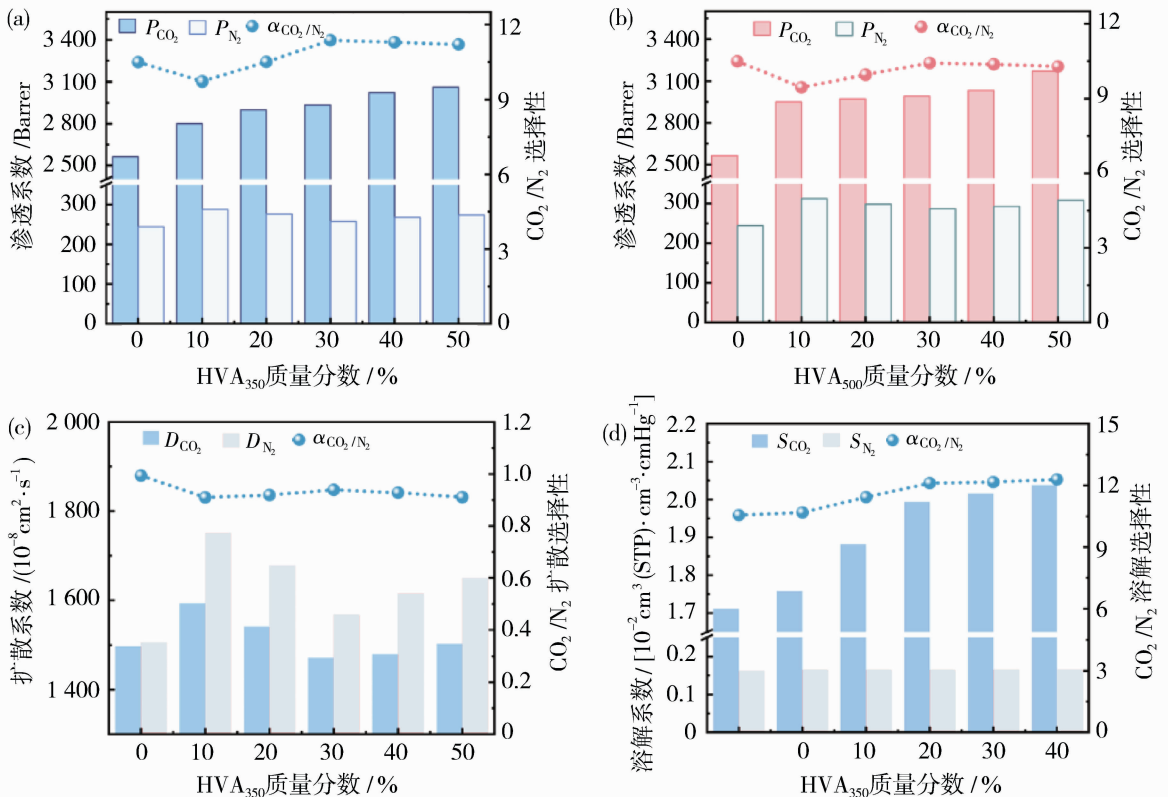 (a)
P_CO2 P_N2 α_CO2/N2
渗透系数/Barrer
3 400
3 100
2 800
2 500
300
200
100
0
12
9
6
3
0
CO2/N2选择性
0 10 20 30 40 50
HVA350质量分数/%
(b)
P_CO2 P_N2 α_CO2/N2
渗透系数/Barrer
3 400
3 100
2 800
2 500
300
200
100
0
12
9
6
3
0
CO2/N2选择性
0 10 20 30 40 50
HVA500质量分数/%
(c)
D_CO2 D_N2 α_CO2/N2
扩散系数/(10⁻⁸cm²·s⁻¹)
2 000
1 800
1 600
1 400
1.2
1.0
0.8
0.6
0.4
0.2
0
CO2/N2扩散选择性
0 10 20 30 40 50
HVA350质量分数/%
(d)
S_CO2 S_N2 α_CO2/N2
溶解系数/[10⁻²cm³(STP)·cm⁻³·cmHg⁻¹]
2.2
2.1
2.0
1.9
1.8
1.7
0.2
0.1
0
15
12
9
6
3
0
CO2/N2溶解选择性
0 10 20 30 40
HVA350质量分数/%